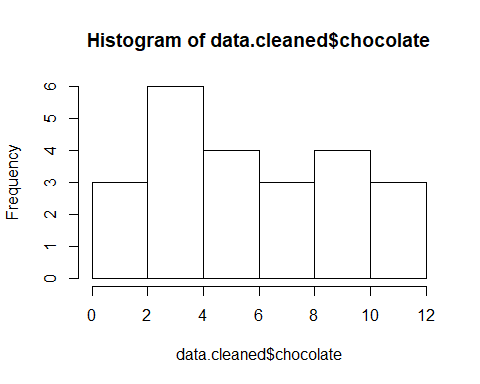 Histogram of data.cleaned$chocolate
Frequency
6
5
4
3
2
1
0
0 2 4 6 8 10 12
data.cleaned$chocolate